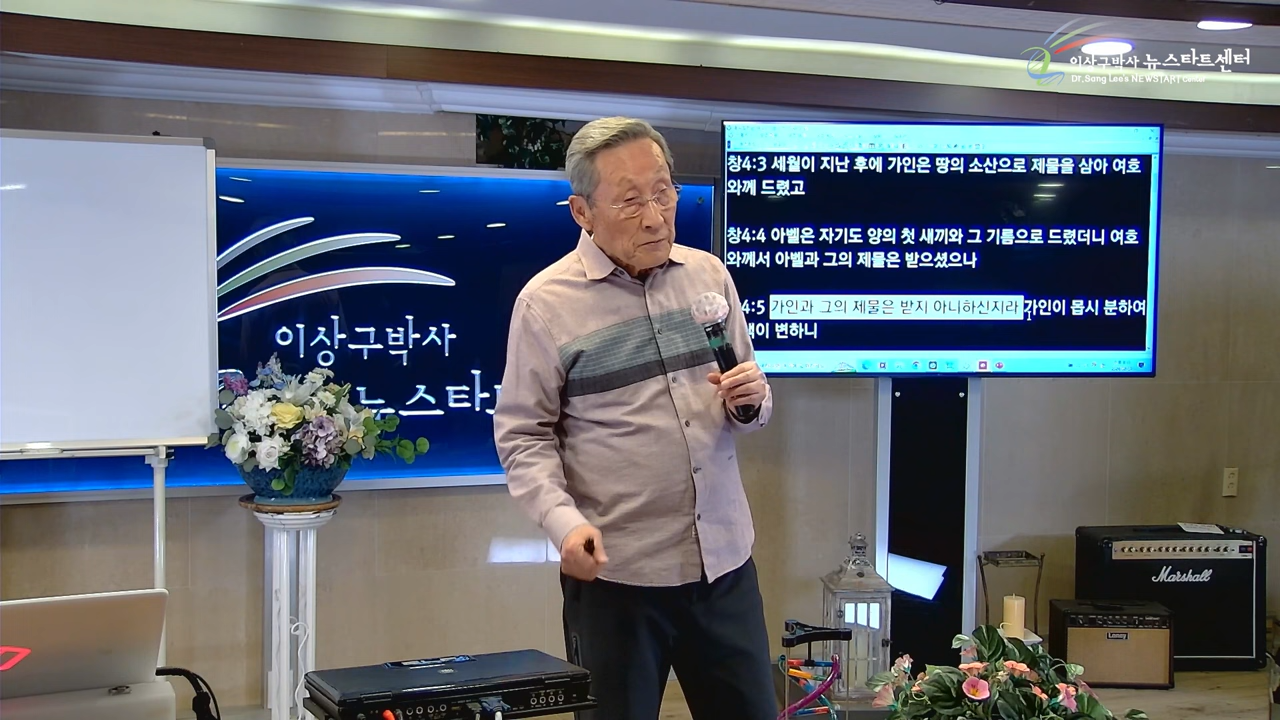 이상구박사 뉴스타트센터
Dr. Sang Lee's NEWSTART Center
창4:3 세월이 지난 후에 가인은 땅의 소산으로 제물을 삼아 여호
와께 드렸고
창4:4 아벨은 자기도 양의 첫 새끼와 그 기름으로 드렸더니 여호
와께서 아벨과 그의 제물은 받으셨으나
4:5 가인과 그의 제물은 받지 아니하신지라 가인이 몹시 분하여
이 변하니
이상구박사
뉴스타
Marshall
Laney